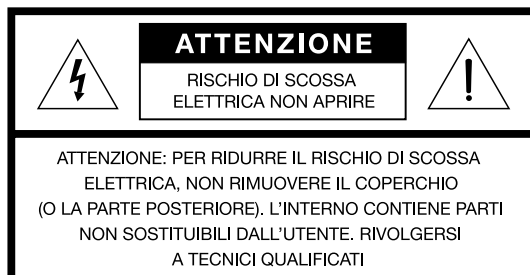 ATTENZIONE
RISCHIO DI SCOSSA
ELETTRICA NON APRIRE
ATTENZIONE: PER RIDURRE IL RISCHIO DI SCOSSA
ELETTRICA, NON RIMUOVERE IL COPERCHIO
(O LA PARTE POSTERIORE). L'INTERNO CONTIENE PARTI
NON SOSTITUIBILI DALL'UTENTE. RIVOLGERSI
A TECNICI QUALIFICATI